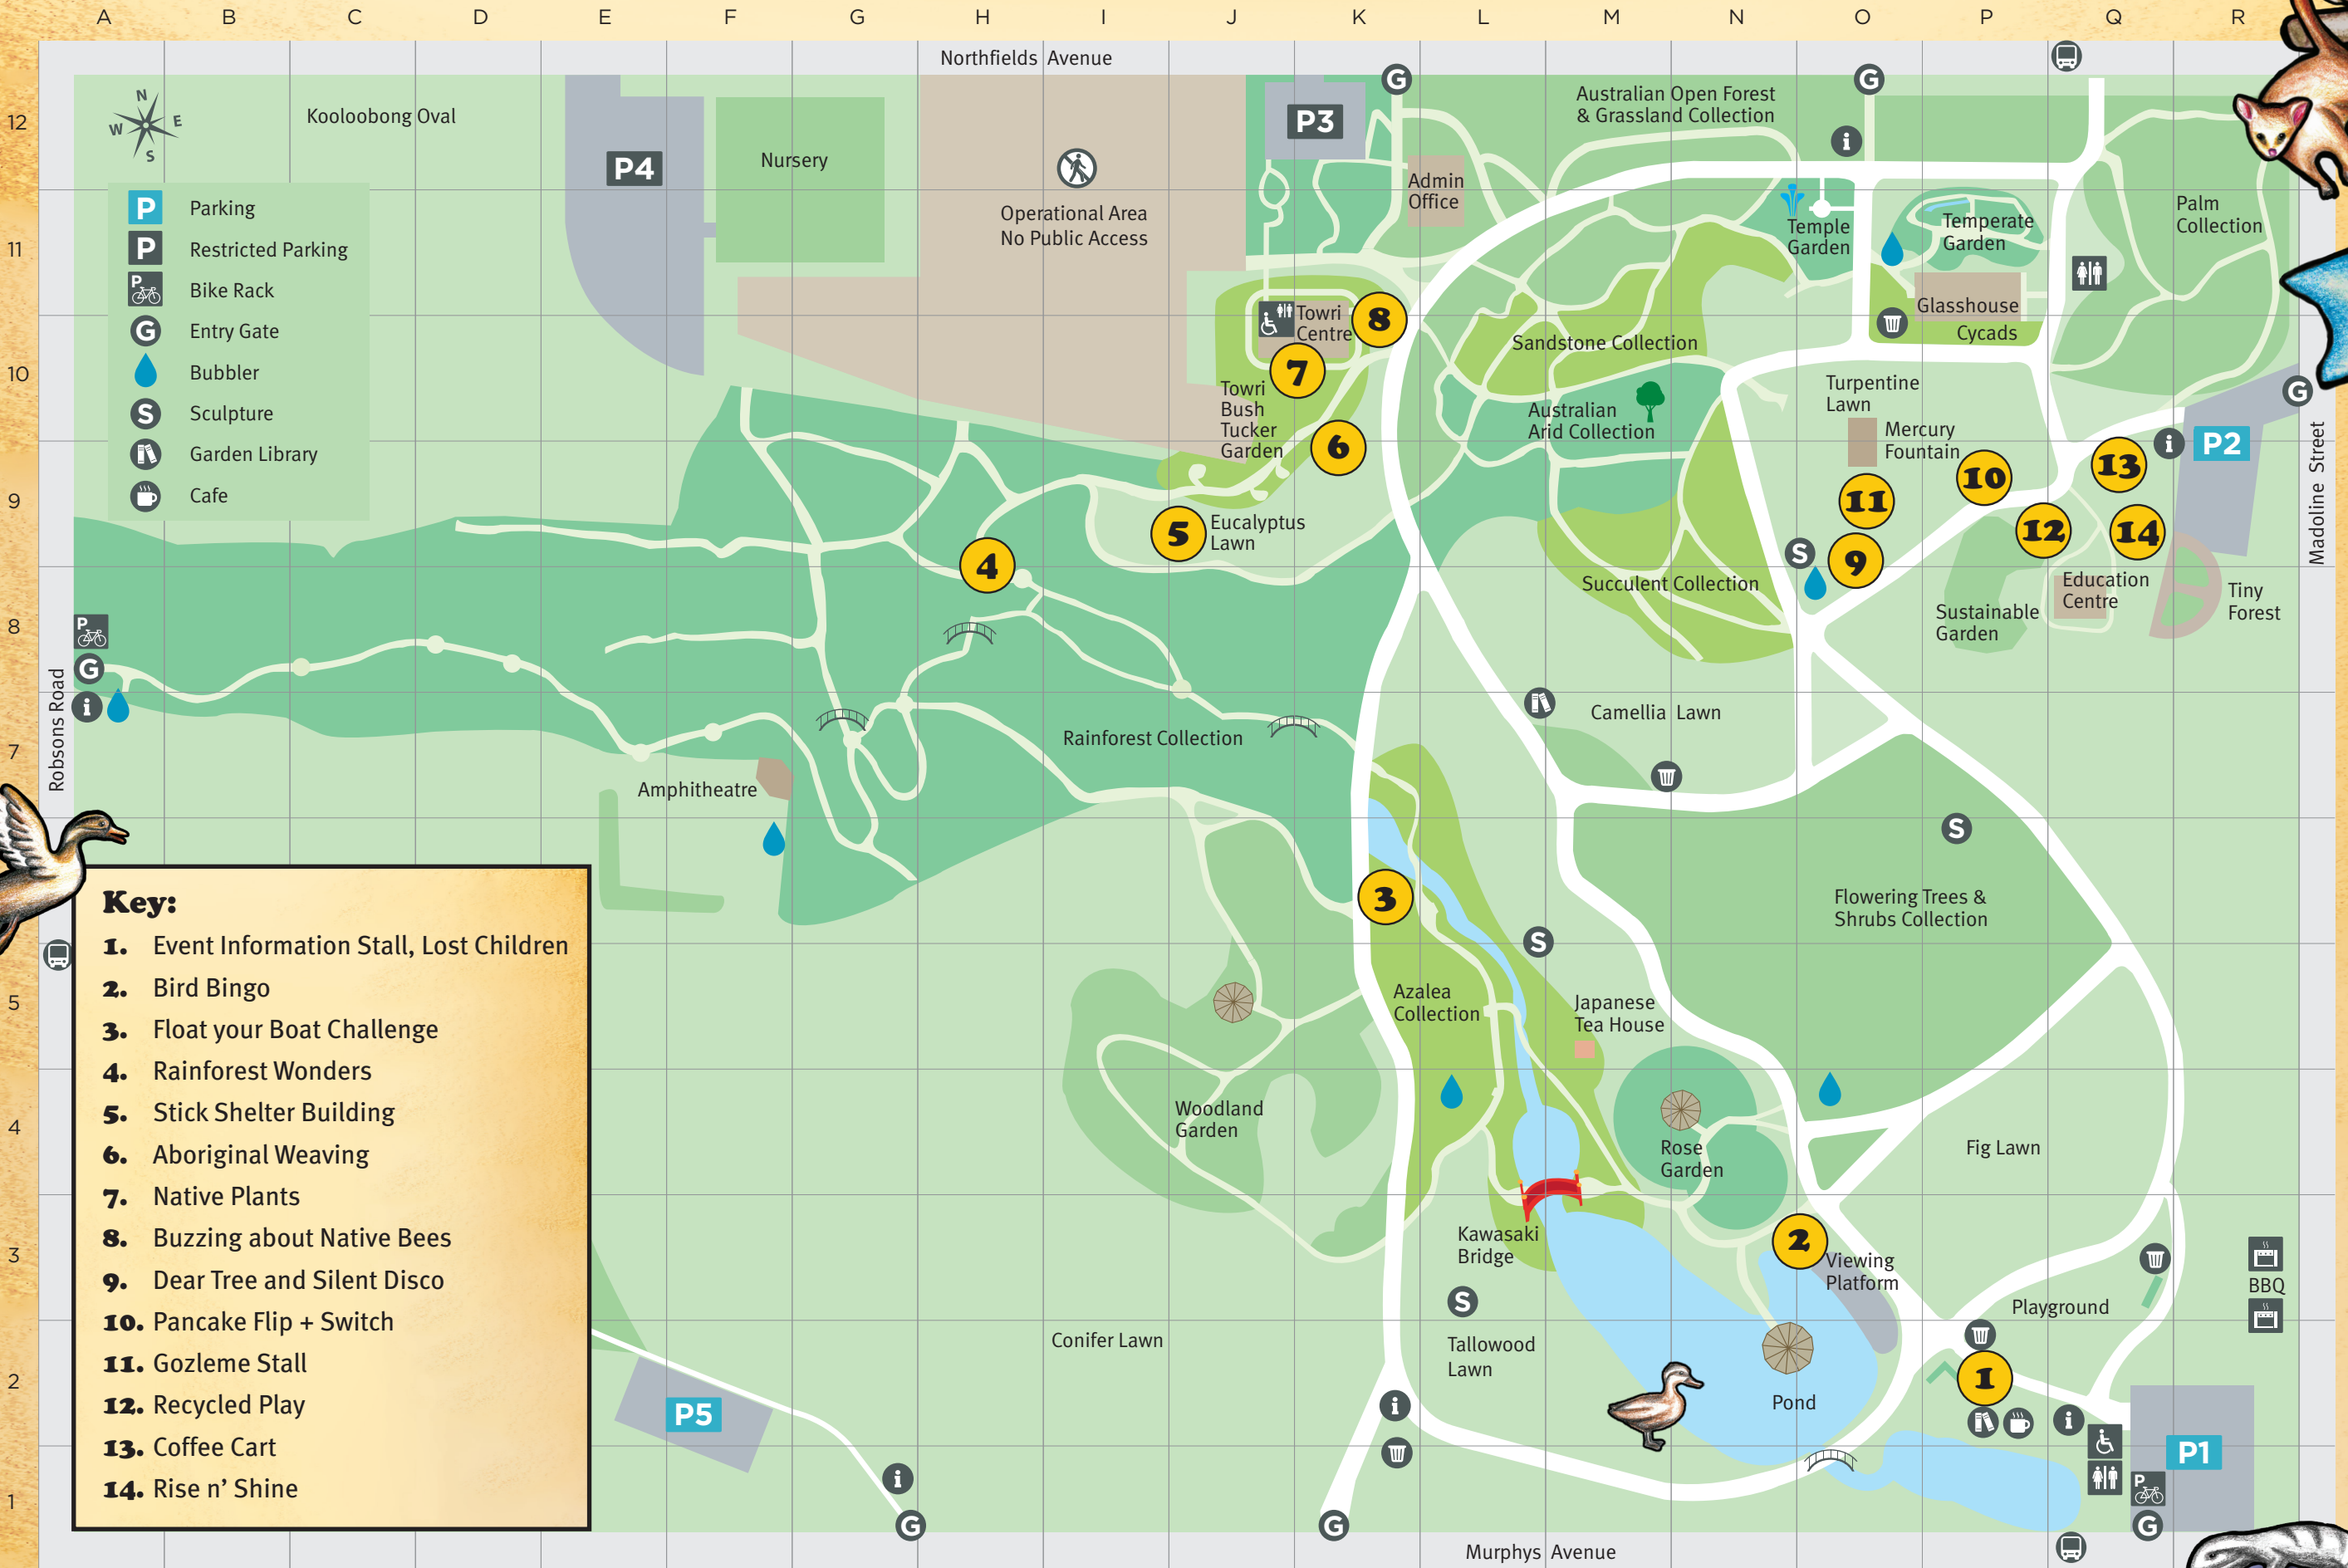 A B C D E F G H I J K L M N O P Q R
Northfields Avenue
12
N
W E
S
Kooloobong Oval
P4
Nursery
Operational Area
No Public Access
P3
G
Admin
Office
Australian Open Forest
& Grassland Collection
G
i
P Parking
P Restricted Parking
P Bike Rack
G Entry Gate
Bubbler
S Sculpture
Garden Library
Cafe
11
Temple
Garden
Temperate
Garden
Palm
Collection
Glasshouse
Cycads
Towri
Centre
8
7
10
Towri
Bush
Tucker
Garden
6
Sandstone Collection
Australian
Arid Collection
Turpentine
Lawn
Mercury
Fountain
G
i
P2
Madoline Street
9
10
11
12
13
14
5
Eucalyptus
Lawn
4
S
9
Succulent Collection
Sustainable
Garden
Education
Centre
Tiny
Forest
8
P
G
i
Robsons Road
7
Rainforest Collection
Camellia Lawn
Amphitheatre
S
3
Flowering Trees &
Shrubs Collection
S
5
Azalea
Collection
Japanese
Tea House
4
Woodland
Garden
Rose
Garden
Fig Lawn
3
Kawasaki
Bridge
2
Viewing
Platform
Playground
BBQ
S
2
Conifer Lawn
Tallowood
Lawn
Pond
1
P5
i
i
P1
1
i
P
G
G
G
Murphys Avenue
Key:
1. Event Information Stall, Lost Children
2. Bird Bingo
3. Float your Boat Challenge
4. Rainforest Wonders
5. Stick Shelter Building
6. Aboriginal Weaving
7. Native Plants
8. Buzzing about Native Bees
9. Dear Tree and Silent Disco
10. Pancake Flip + Switch
11. Gozleme Stall
12. Recycled Play
13. Coffee Cart
14. Rise n’ Shine